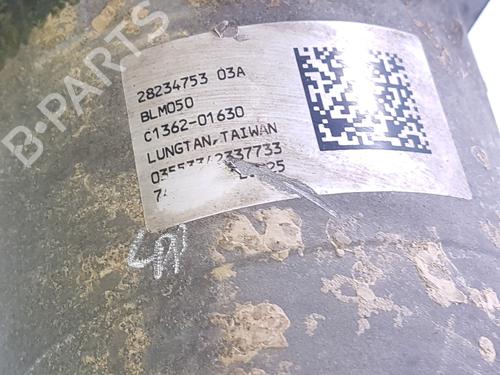 B-PARTS
28234753 03A
BLM050
C1362-01630
LUNGTAN, TAIWAN